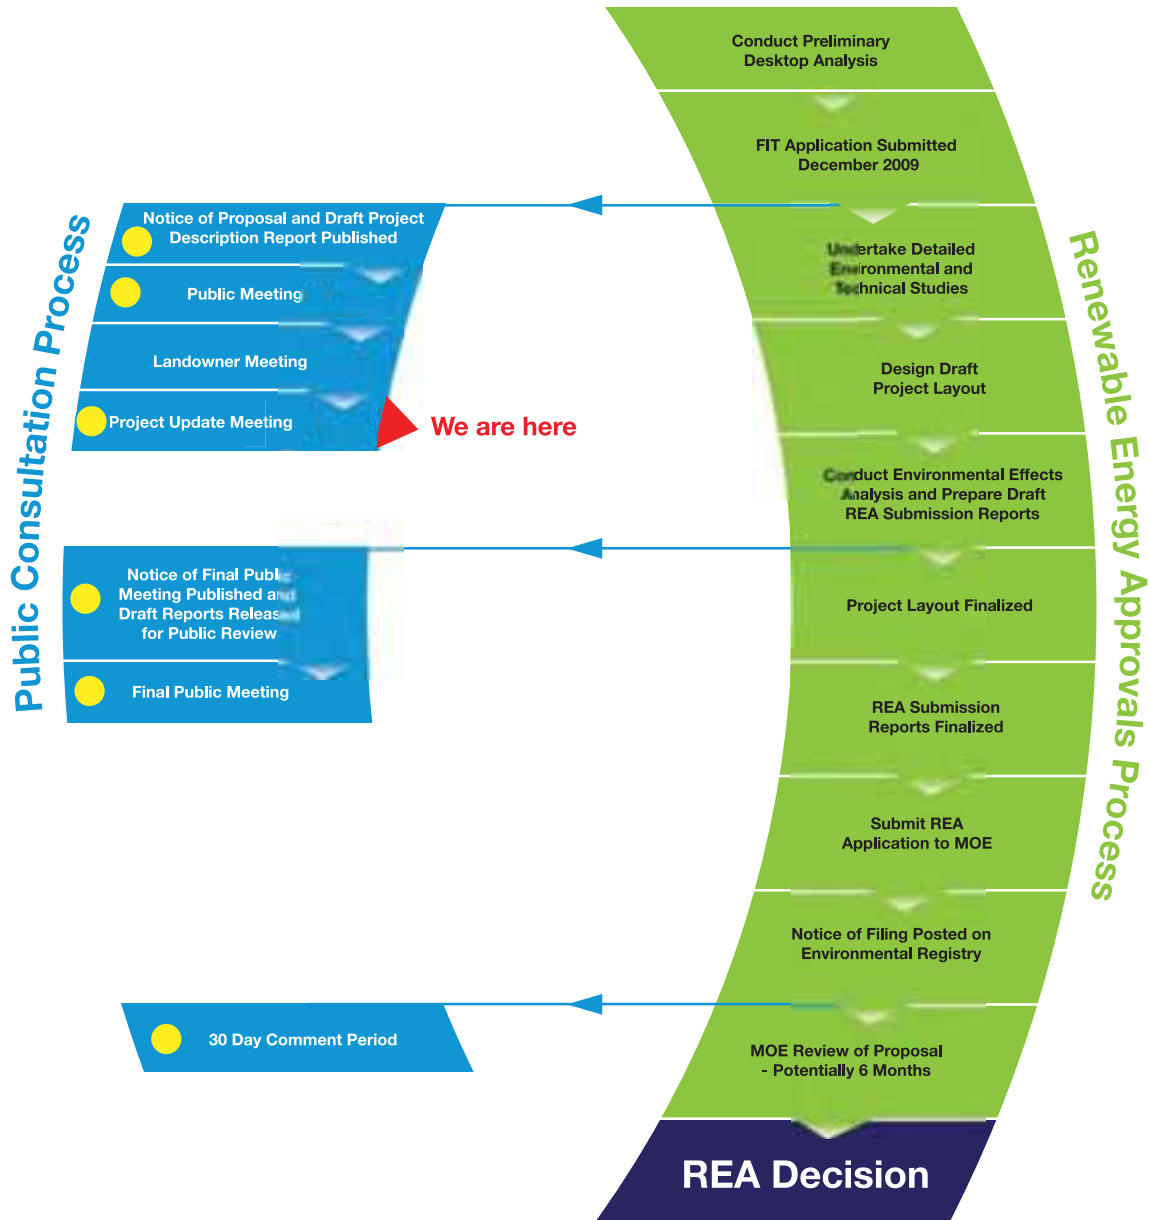 Public Consultation Process
Notice of Proposal and Draft Project
Description Report Published
Public Meeting
Landowner Meeting
Project Update Meeting
We are here
Notice of Final Public
Meeting Published and
Draft Reports Released
for Public Review
Final Public Meeting
30 Day Comment Period
Conduct Preliminary
Desktop Analysis
FIT Application Submitted
December 2009
Undertake Detailed
Environmental and
Technical Studies
Design Draft
Project Layout
Conduct Environmental Effects
Analysis and Prepare Draft
REA Submission Reports
Project Layout Finalized
REA Submission
Reports Finalized
Submit REA
Application to MOE
Notice of Filing Posted on
Environmental Registry
MOE Review of Proposal
- Potentially 6 Months
REA Decision
Renewable Energy Approvals Process